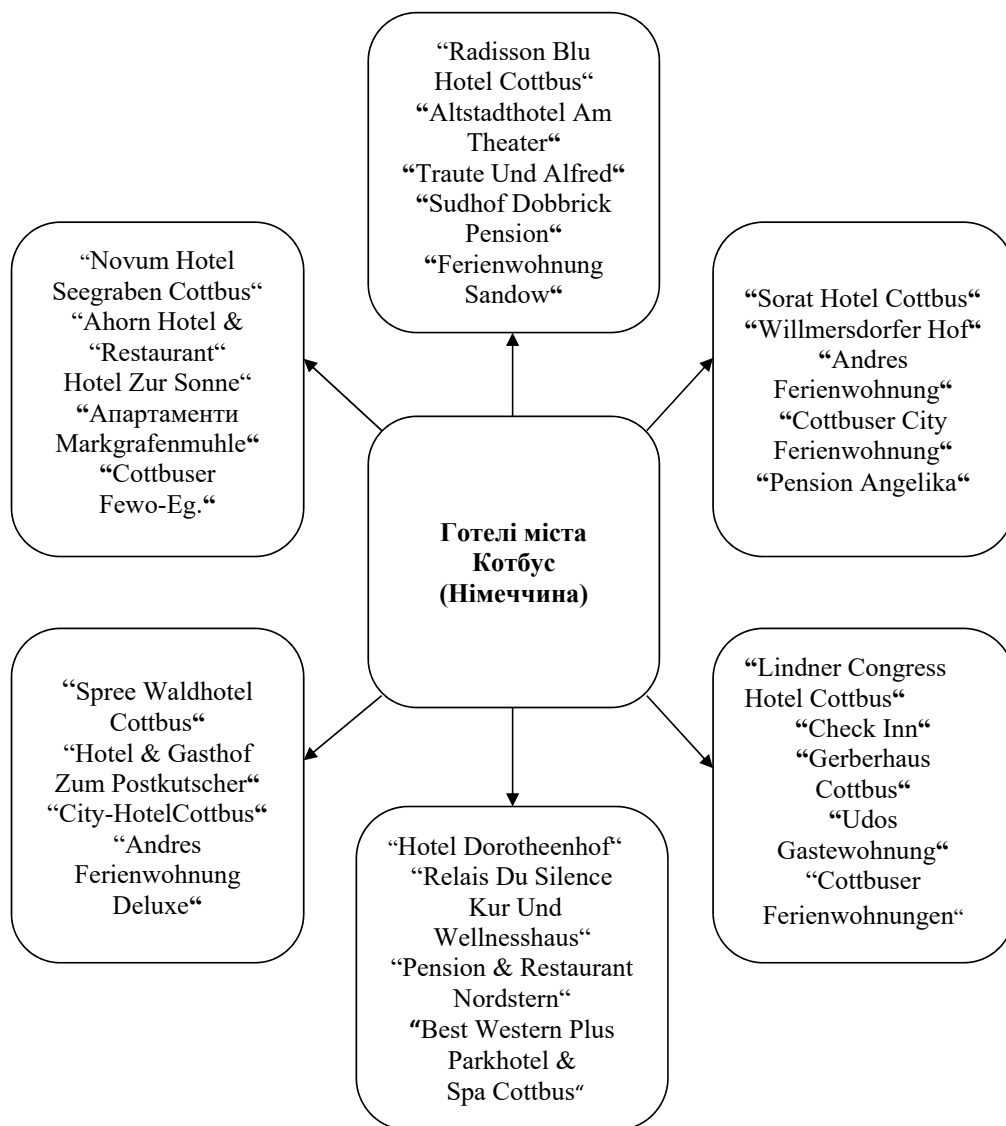 “Radisson Blu
Hotel Cottbus“
“Altstadthotel Am
Theater“
“Traute Und Alfred“
“Sudhof Dobbrick
Pension“
“Ferienwohnung
Sandow“
“Novum Hotel
Seegraben Cottbus“
“Ahorn Hotel &
“Restaurant“
Hotel Zur Sonne“
“Апартаменти
Markgrafenmuhle“
“Cottbuser
Fewo-Eg.“
“Sorat Hotel Cottbus“
“Willmersdorfer Hof“
“Andres
Ferienwohnung“
“Cottbuser City
Ferienwohnung“
“Pension Angelika“
Готелі міста
Котбус
(Німеччина)
“Spree Waldhotel
Cottbus“
“Hotel & Gasthof
Zum Postkutscher“
“City-HotelCottbus“
“Andres
Ferienwohnung
Deluxe“
“Lindner Congress
Hotel Cottbus“
“Check Inn“
“Gerberhaus
Cottbus“
“Udos
Gastewohnung“
“Cottbuser
Ferienwohnungen“
“Hotel Dorotheenhof“
“Relais Du Silence
Kur Und
Wellnesshaus“
“Pension & Restaurant
Nordstern“
“Best Western Plus
Parkhotel &
Spa Cottbus“